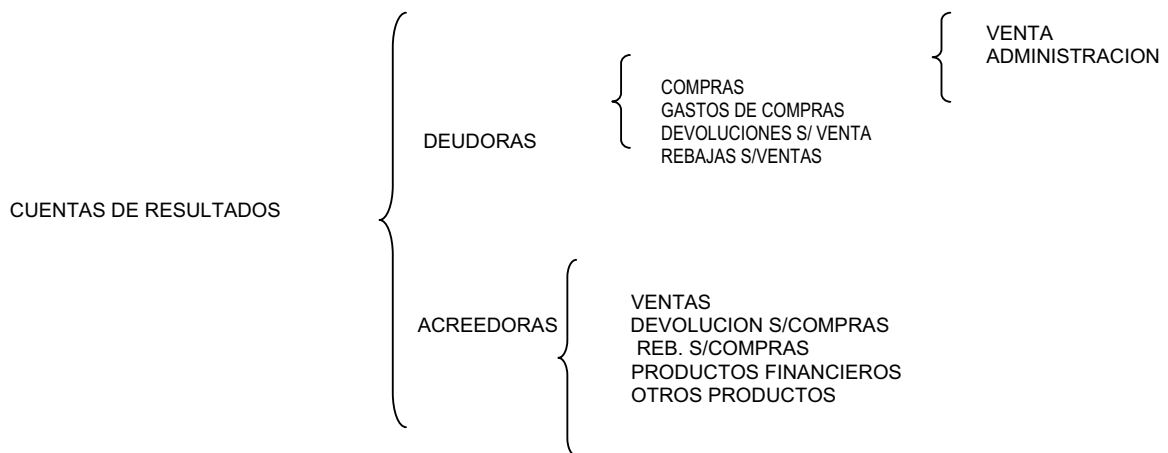 CUENTAS DE RESULTADOS
DEUDORAS
COMPRAS
GASTOS DE COMPRAS
DEVOLUCIONES S/ VENTA
REBAJAS S/VENTAS
VENTA
ADMINISTRACION
ACREEDORAS
VENTAS
DEVOLUCION S/COMPRAS
REB. S/COMPRAS
PRODUCTOS FINANCIEROS
OTROS PRODUCTOS